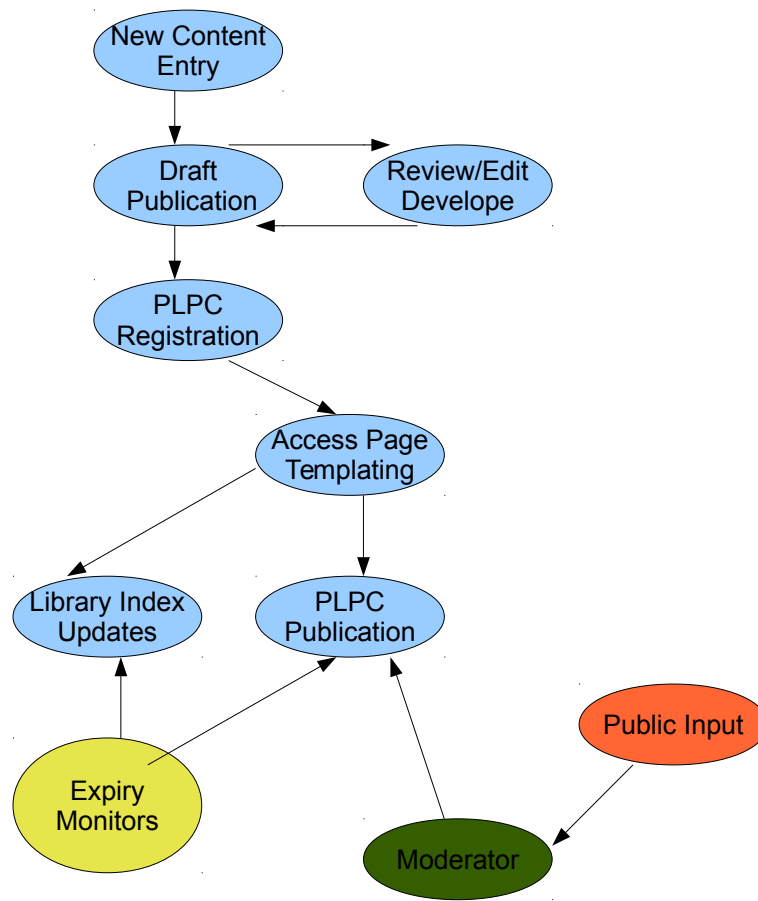 New Content
Entry
Draft
Publication
Review/Edit
Develope
PLPC
Registration
Access Page
Templating
Library Index
Updates
PLPC
Publication
Public Input
Expiry
Monitors
Moderator